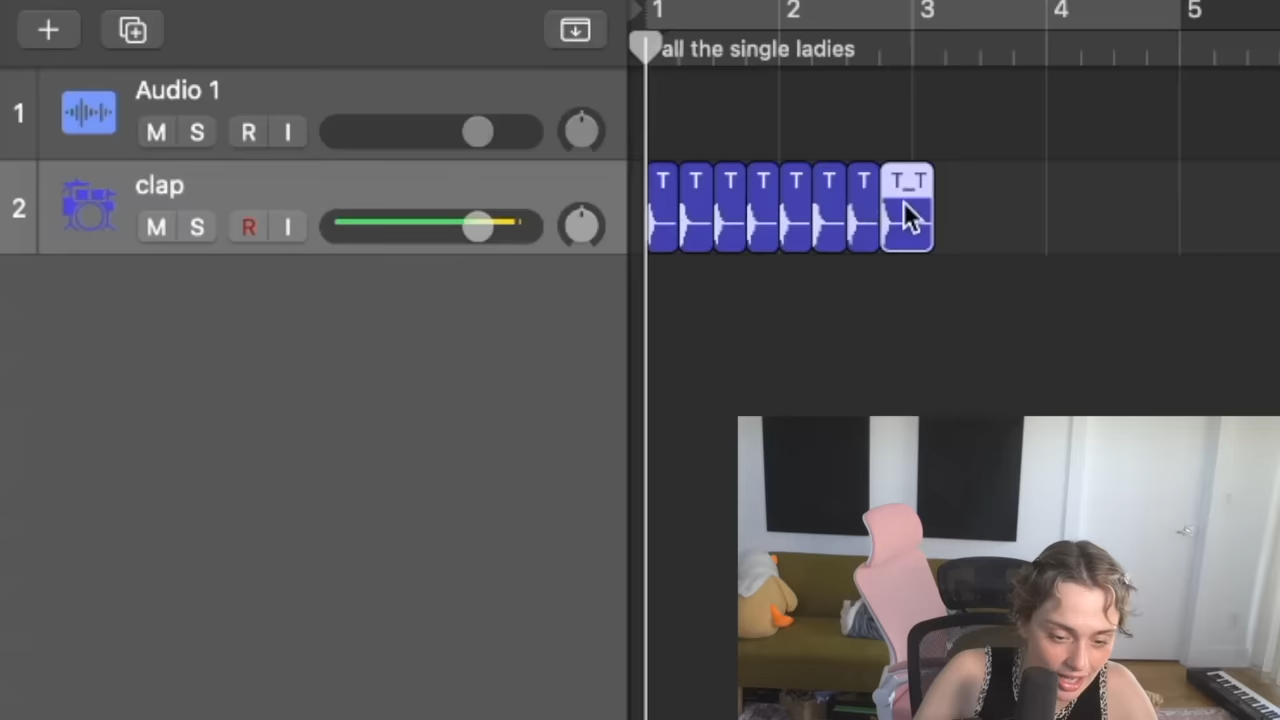 1 2 3 4 5
all the single ladies
1 Audio 1
M S R I
T T T T T T T T_T
2 clap
M S R I